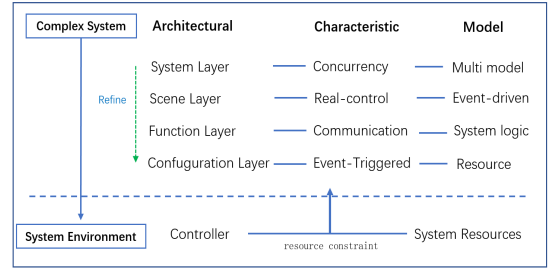 Complex System Architectural Characteristic Model
System Layer Concurrency Multi model
Refine
Scene Layer Real-control Event-driven
Function Layer Communication System logic
Confuguration Layer Event-Triggered Resource
System Environment Controller System Resources
resource constraint